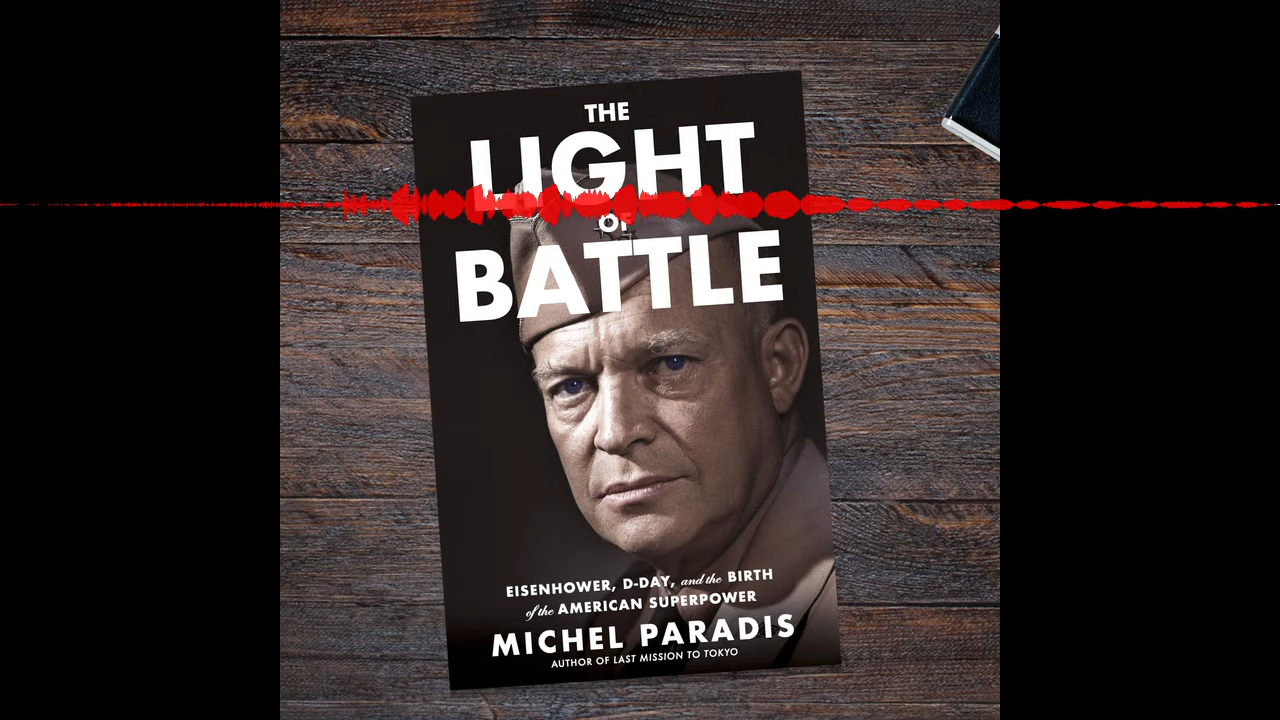 THE
LIGHT
OF
BATTLE
EISENHOWER, D-DAY, and the BIRTH
of the AMERICAN SUPERPOWER
MICHEL PARADIS
AUTHOR OF LAST MISSION TO TOKYO